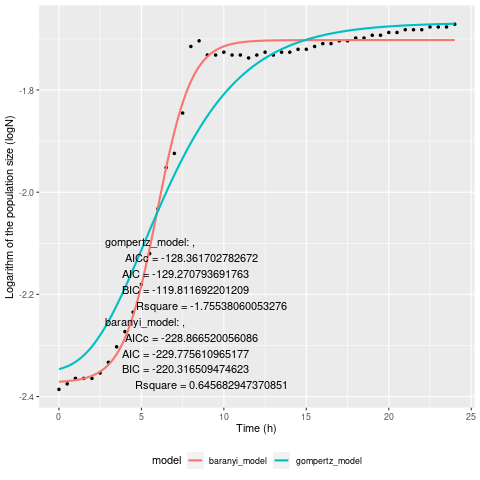 Logarithm of the population size (logN)
-1.8
-2.0
-2.2
-2.4
gompertz_model: ,
AICc = -128.361702782672
AIC = -129.270793691763
BIC = -119.811692201209
Rsquare = -1.75538060053276
baranyi_model: ,
AICc = -228.866520056086
AIC = -229.775610965177
BIC = -220.316509474623
Rsquare = 0.645682947370851
0 5 10 15 20 25
Time (h)
model baranyi_model gompertz_model